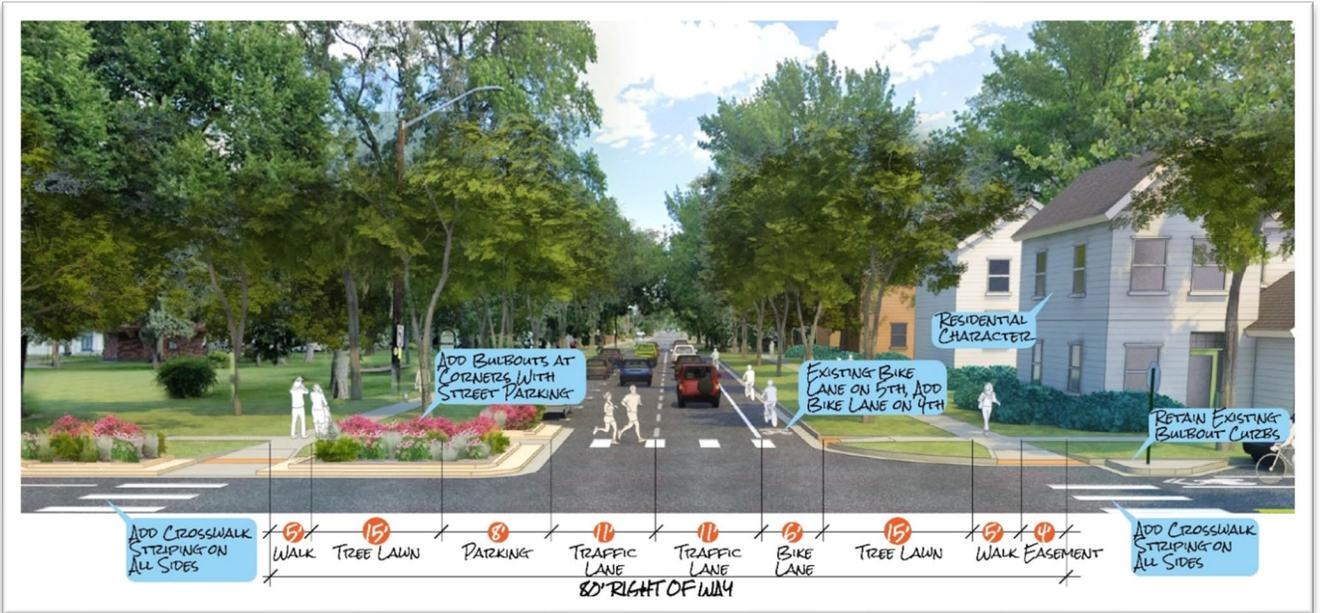 Residential
Character
Add Bulbouts at
Corners With
Street Parking
Existing Bike
Lane on 5th, Add
Bike Lane on 4th
Retain Existing
Bulbout Curbs
Add Crosswalk
Striping on
All Sides
5' 15' 8' 11' 11' 6' 15' 5' 4'
Walk Tree Lawn Parking Traffic Lane Traffic Lane Bike Lane Tree Lawn Walk Easement
Add Crosswalk
Striping on
All Sides
80' Right of Way